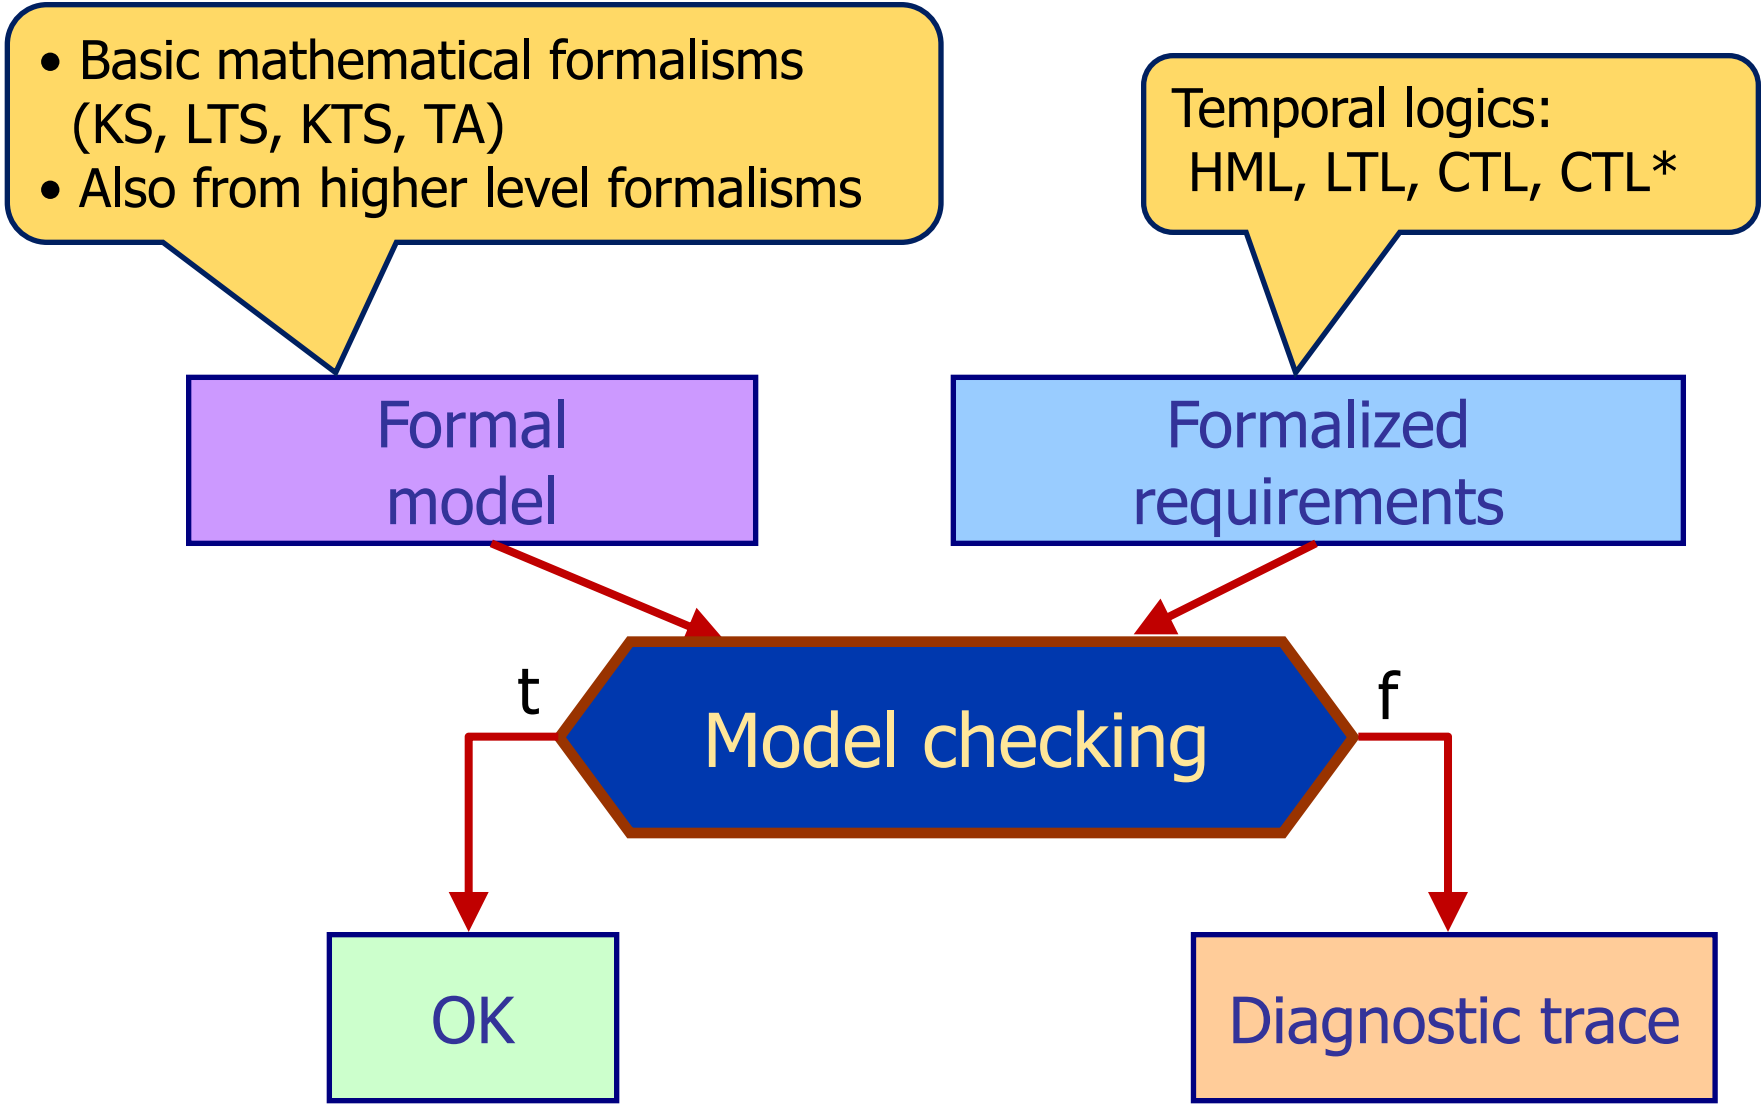 • Basic mathematical formalisms
(KS, LTS, KTS, TA)
• Also from higher level formalisms
Temporal logics:
HML, LTL, CTL, CTL*
Formal
model
Formalized
requirements
t
f
Model checking
OK
Diagnostic trace